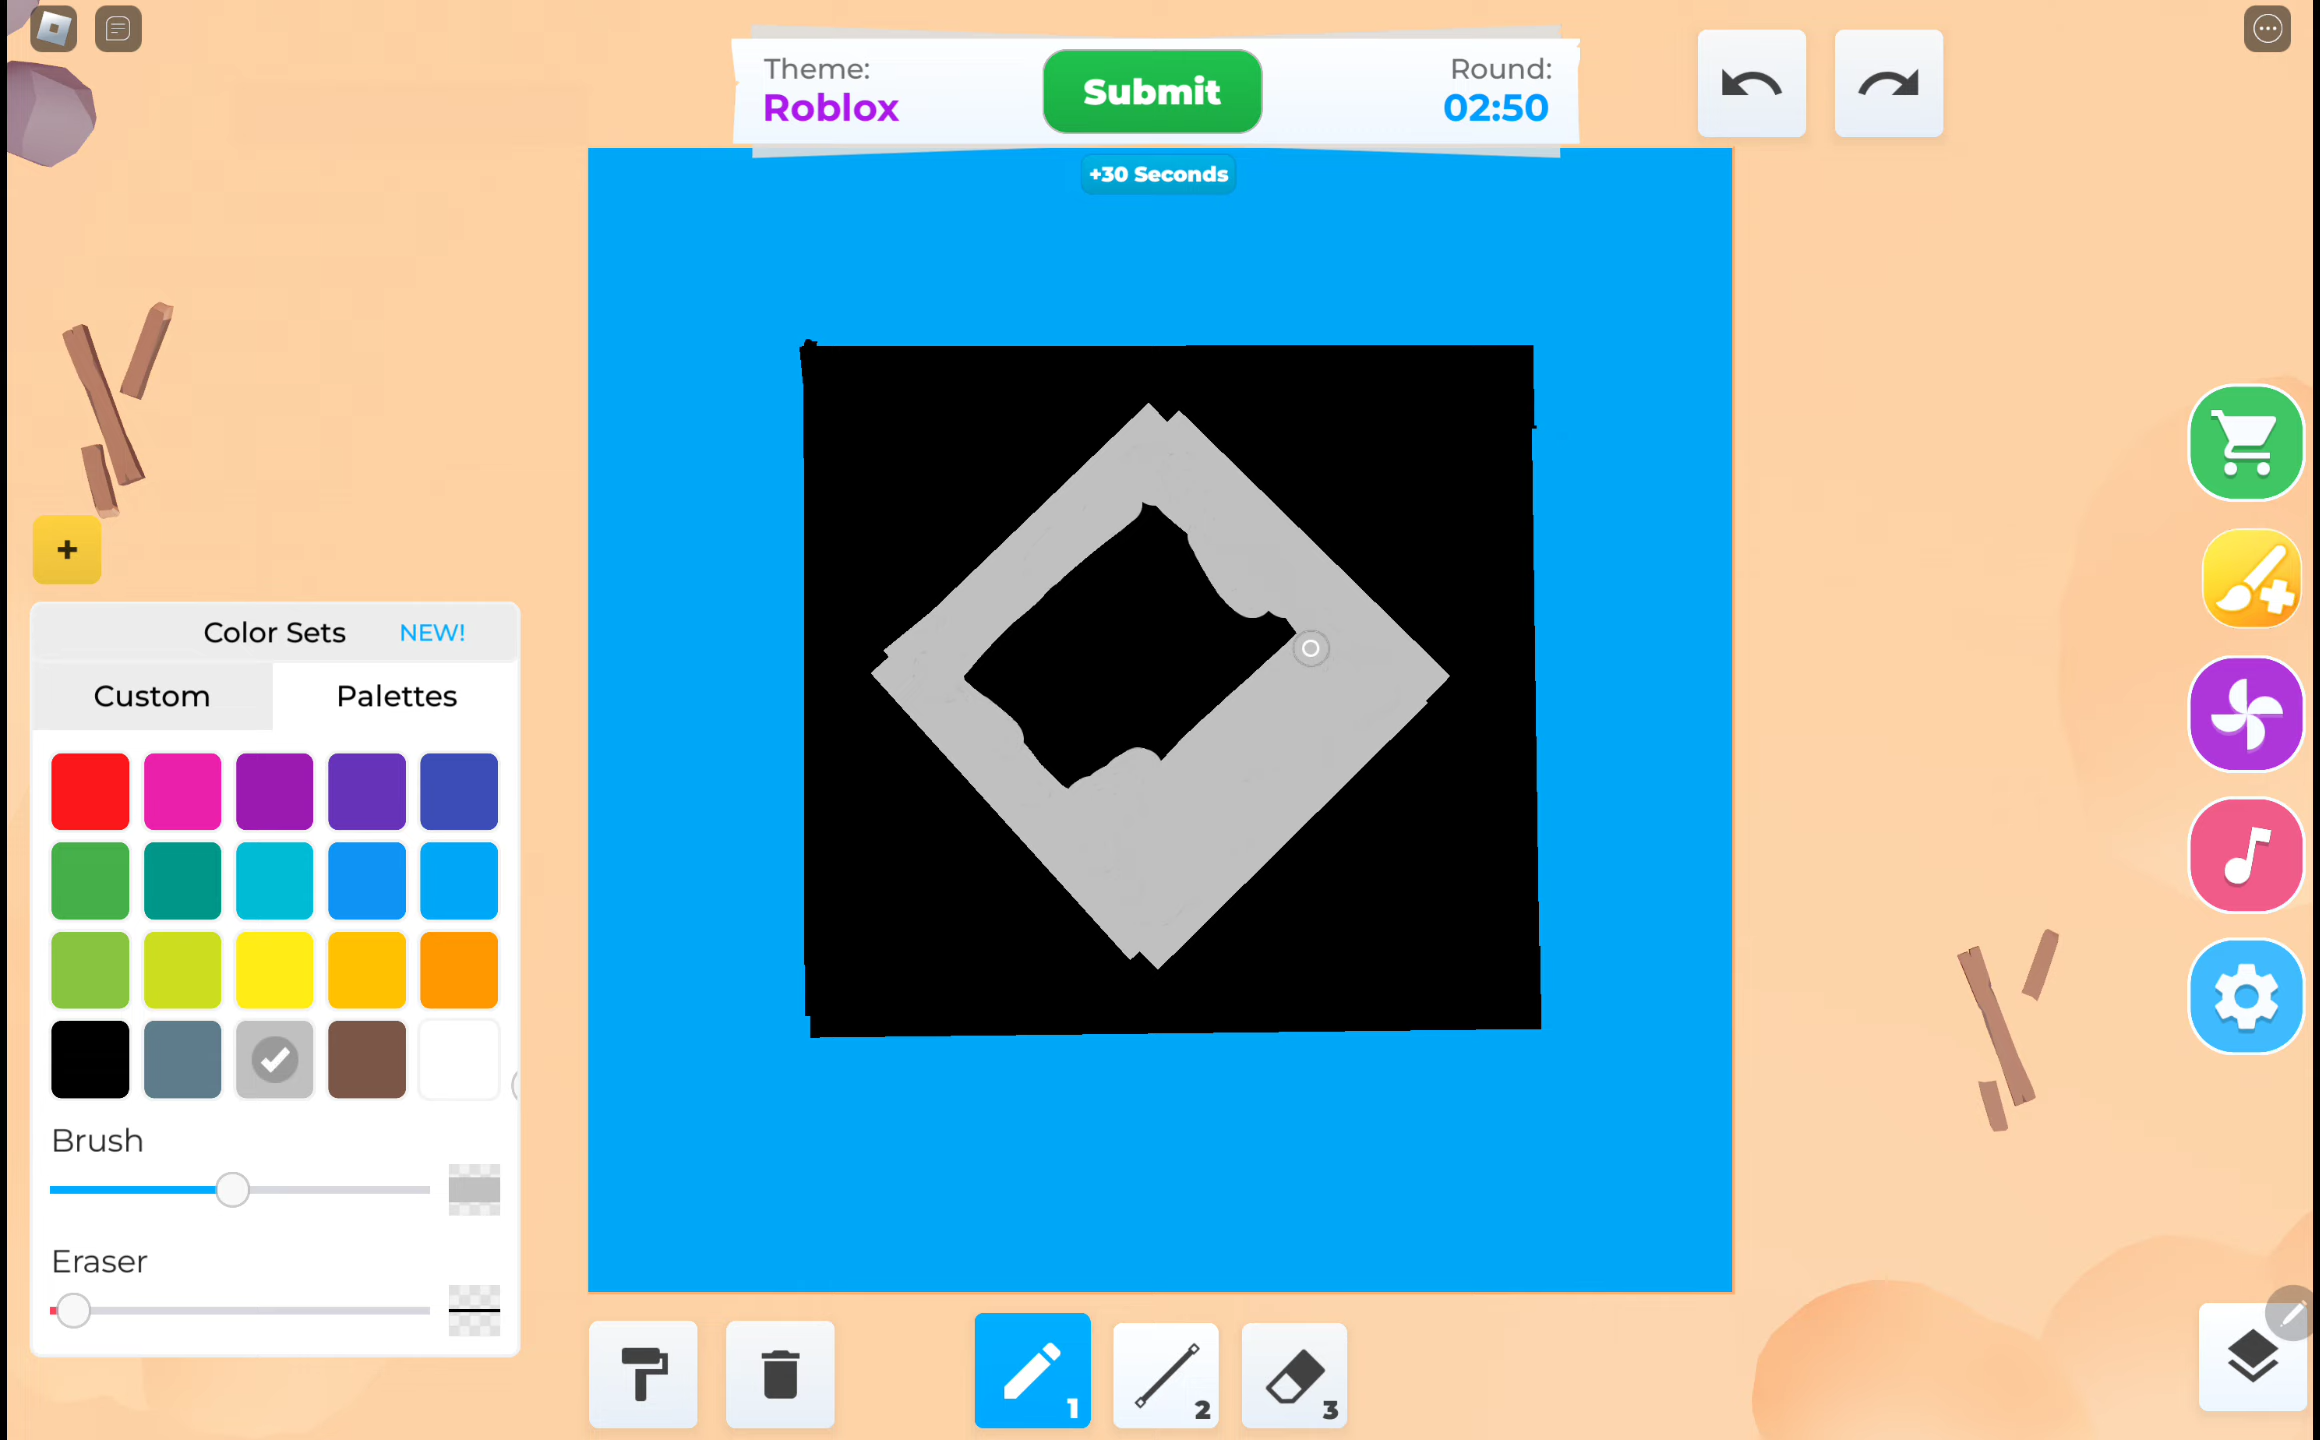 Theme:
Roblox
Submit
Round:
02:50
+30 Seconds
+
Color Sets
NEW!
Custom
Palettes
Brush
Eraser
1
2
3